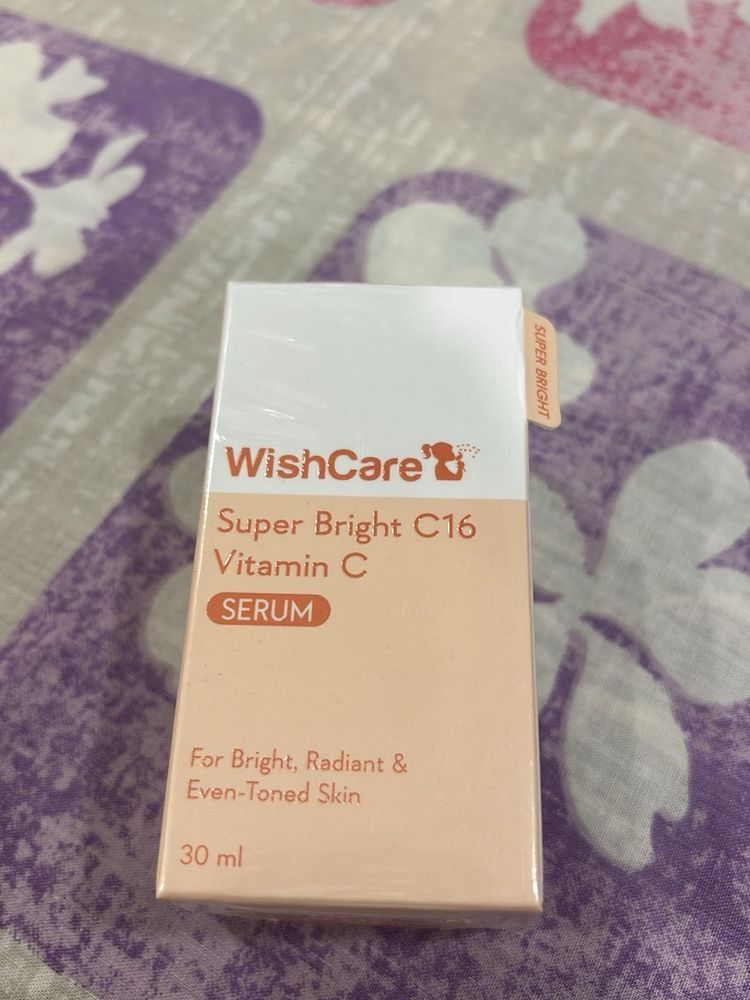 SUPER BRIGHT
WishCare
Super Bright C16
Vitamin C
SERUM
For Bright, Radiant &
Even-Toned Skin
30 ml